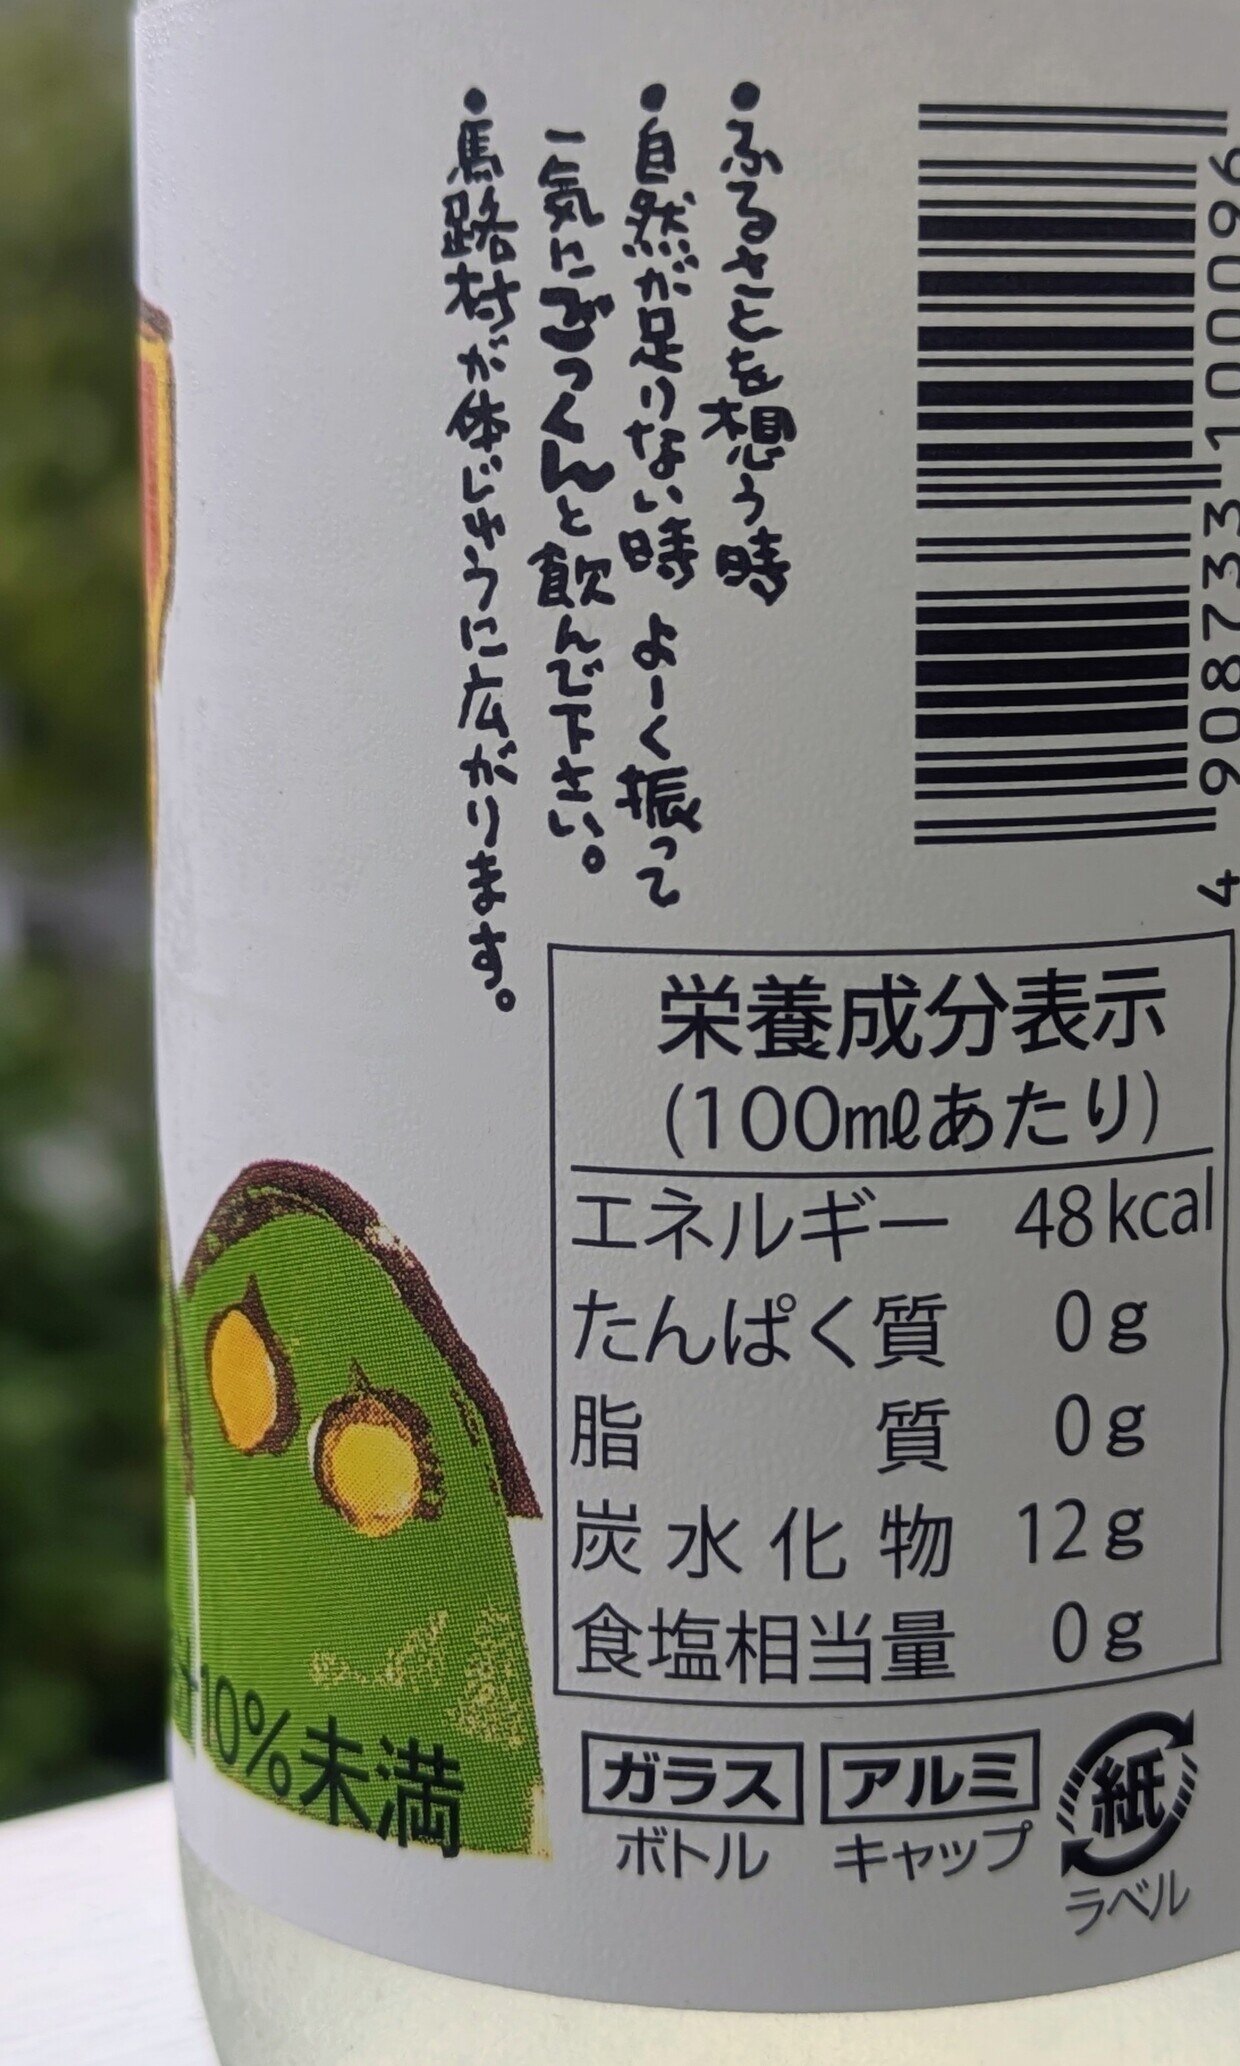 ・ふるさとを想う時
・自然が足りない時 よーく振って
一気にごっくんと飲んで下さい。
・馬路村が体じゅうに広がります。
4 908733 100096
栄養成分表示
(100mlあたり)
エネルギー 48kcal
たんぱく質 0g
脂質 0g
炭水化物 12g
食塩相当量 0g
10%未満
ガラス
ボトル
アルミ
キャップ
紙
ラベル